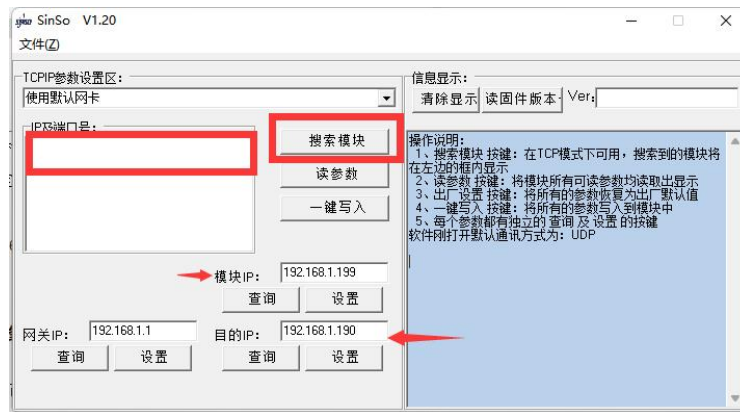 SinSo V1.20
文件(Z)
TCPIP参数设置区：
使用默认网卡
IP及端口号：
搜索模块
读参数
一键写入
模块IP：
192.168.1.199
查询
设置
网关IP：
192.168.1.1
查询
设置
目的IP：
192.168.1.190
查询
设置
信息显示：
清除显示
读固件版本
Ver:
操作说明：
1、搜索模块 按键：在TCP模式下可用，搜索到的模块将
在左边的框内显示
2、读参数 按键：将模块所有可读参数均读取出显示
3、出厂设置 按键：将所有的参数恢复为出厂默认值
4、一键写入 按键：将所有的参数写入到模块中
5、每个参数都有独立的 查询 及 设置 的按键
软件刚打开默认通讯方式为：UDP